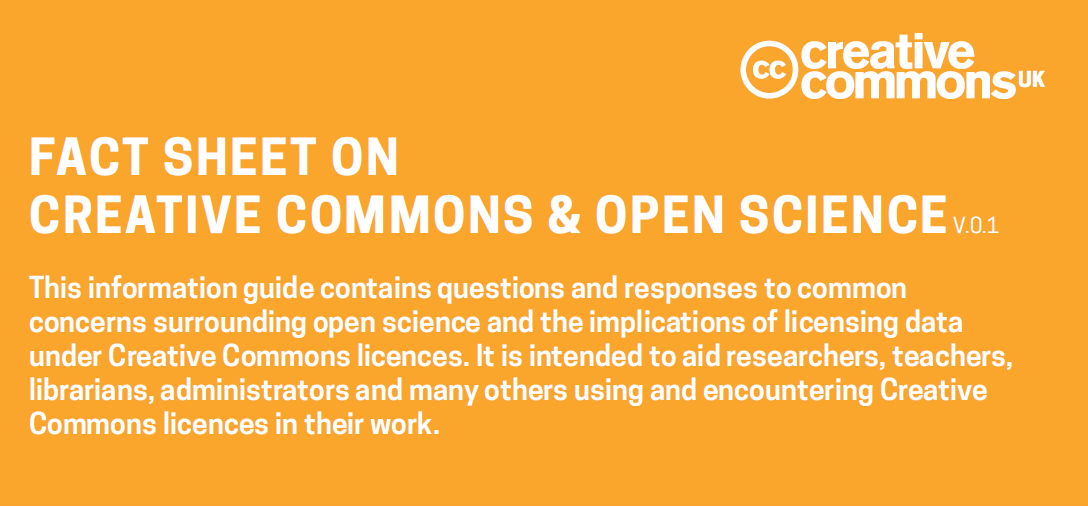 cc creative
commons UK
FACT SHEET ON
CREATIVE COMMONS & OPEN SCIENCE V.0.1
This information guide contains questions and responses to common
concerns surrounding open science and the implications of licensing data
under Creative Commons licences. It is intended to aid researchers, teachers,
librarians, administrators and many others using and encountering Creative
Commons licences in their work.